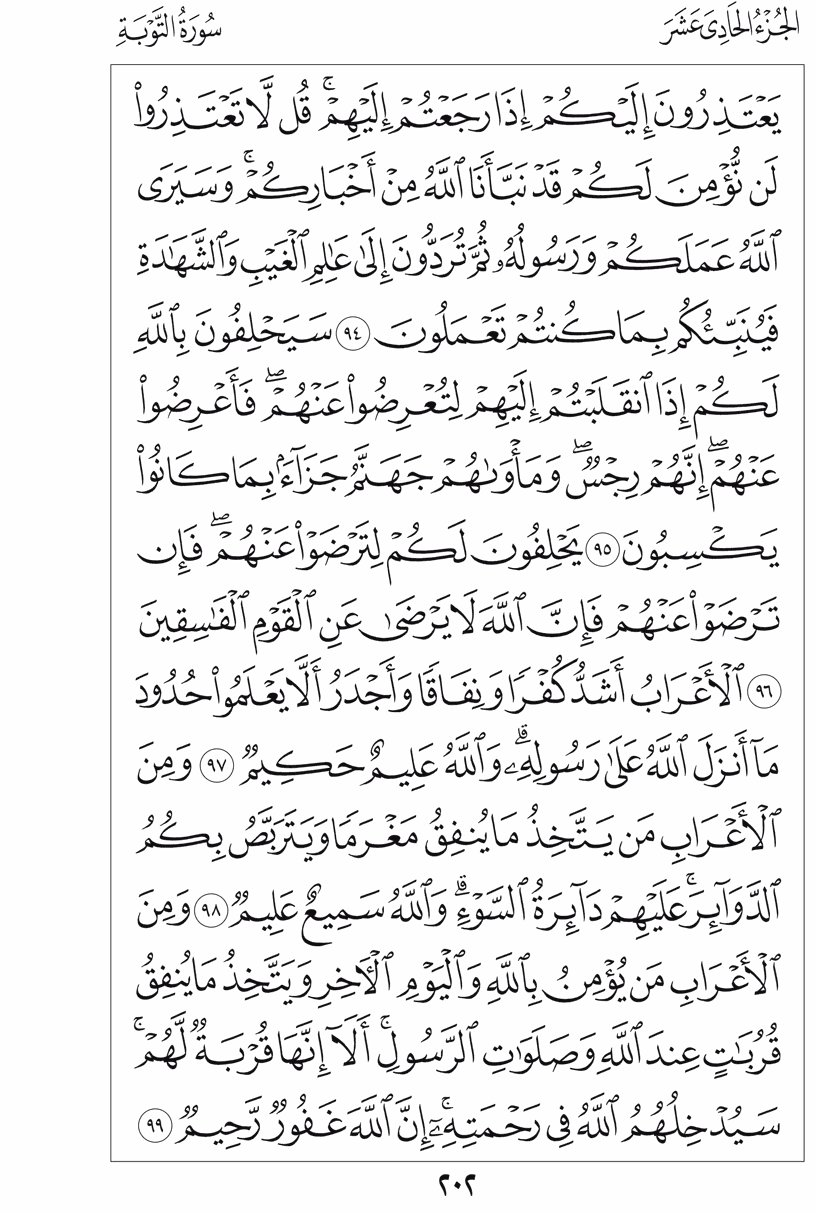 الجُزْءُ الحَادِىَ عَشَرَ
سُورَةُ التَّوۡبَةِ
يَعۡتَذِرُونَ إِلَيۡكُمۡ إِذَا رَجَعۡتُمۡ إِلَيۡهِمۡۚ قُل لَّا تَعۡتَذِرُواْ
لَن نُّؤۡمِنَ لَكُمۡ قَدۡ نَبَّأَنَا ٱللَّهُ مِنۡ أَخۡبَارِكُمۡۚ وَسَيَرَى
ٱللَّهُ عَمَلَكُمۡ وَرَسُولُهُۥ ثُمَّ تُرَدُّونَ إِلَىٰ عَٰلِمِ ٱلۡغَيۡبِ وَٱلشَّهَٰدَةِ
فَيُنَبِّئُكُم بِمَا كُنتُمۡ تَعۡمَلُونَ ٩٤ سَيَحۡلِفُونَ بِٱللَّهِ
لَكُمۡ إِذَا ٱنقَلَبۡتُمۡ إِلَيۡهِمۡ لِتُعۡرِضُواْ عَنۡهُمۡۖ فَأَعۡرِضُواْ
عَنۡهُمۡۖ إِنَّهُمۡ رِجۡسٞۖ وَمَأۡوَىٰهُمۡ جَهَنَّمُ جَزَآءَۢ بِمَا كَانُواْ
يَكۡسِبُونَ ٩٥ يَحۡلِفُونَ لَكُمۡ لِتَرۡضَوۡاْ عَنۡهُمۡۖ فَإِن
تَرۡضَوۡاْ عَنۡهُمۡ فَإِنَّ ٱللَّهَ لَا يَرۡضَىٰ عَنِ ٱلۡقَوۡمِ ٱلۡفَٰسِقِينَ
٩٦ ٱلۡأَعۡرَابُ أَشَدُّ كُفۡرٗا وَنِفَاقٗا وَأَجۡدَرُ أَلَّا يَعۡلَمُواْ حُدُودَ
مَآ أَنزَلَ ٱللَّهُ عَلَىٰ رَسُولِهِۦۗ وَٱللَّهُ عَلِيمٌ حَكِيمٞ ٩٧ وَمِنَ
ٱلۡأَعۡرَابِ مَن يَتَّخِذُ مَا يُنفِقُ مَغۡرَمٗا وَيَتَرَبَّصُ بِكُمُ
ٱلدَّوَآئِرَۚ عَلَيۡهِمۡ دَآئِرَةُ ٱلسَّوۡءِۗ وَٱللَّهُ سَمِيعٌ عَلِيمٞ ٩٨ وَمِنَ
ٱلۡأَعۡرَابِ مَن يُؤۡمِنُ بِٱللَّهِ وَٱلۡيَوۡمِ ٱلۡأٓخِرِ وَيَتَّخِذُ مَا يُنفِقُ
قُرُبَٰتٍ عِندَ ٱللَّهِ وَصَلَوَٰتِ ٱلرَّسُولِۚ أَلَآ إِنَّهَا قُرۡبَةٞ لَّهُمۡۚ
سَيُدۡخِلُهُمُ ٱللَّهُ فِي رَحۡمَتِهِۦٓۚ إِنَّ ٱللَّهَ غَفُورٞ رَّحِيمٞ ٩٩
٢٠٢